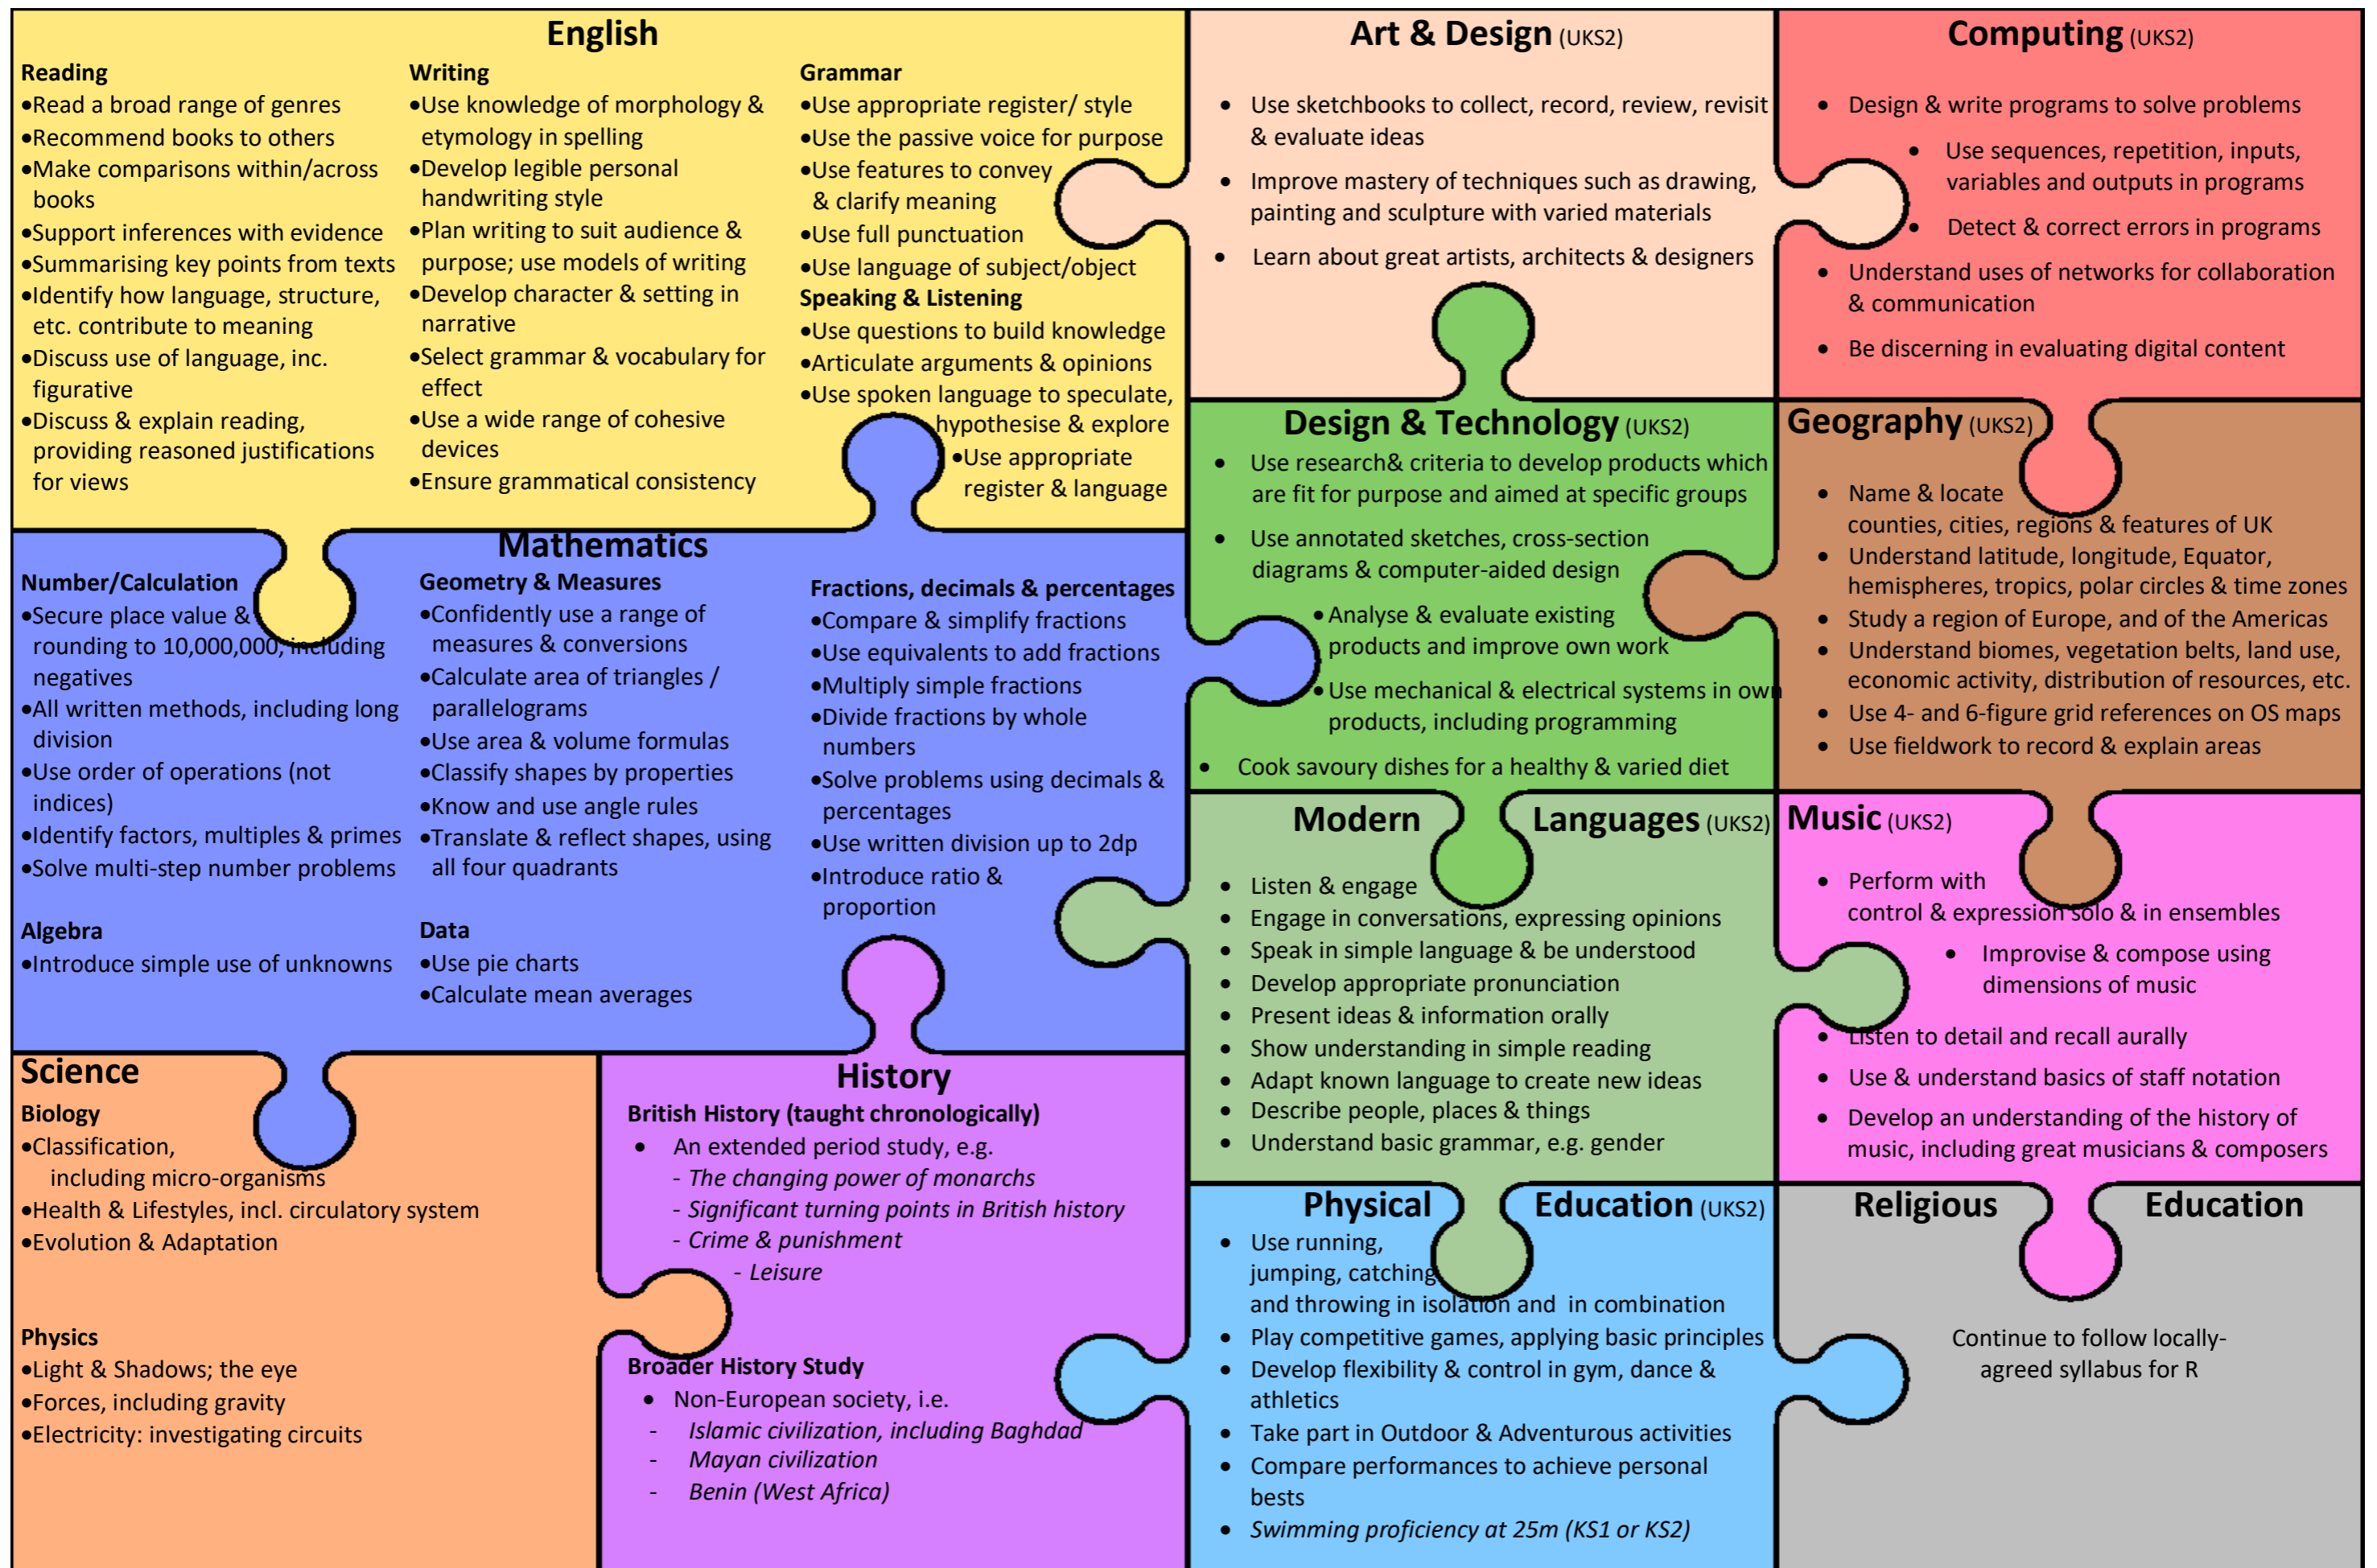 English
Reading
•Read a broad range of genres
•Recommend books to others
•Make comparisons within/across
books
•Support inferences with evidence
•Summarising key points from texts
•Identify how language, structure,
etc. contribute to meaning
•Discuss use of language, inc.
figurative
•Discuss & explain reading,
providing reasoned justifications
for views
Writing
•Use knowledge of morphology &
etymology in spelling
•Develop legible personal
handwriting style
•Plan writing to suit audience &
purpose; use models of writing
•Develop character & setting in
narrative
•Select grammar & vocabulary for
effect
•Use a wide range of cohesive
devices
•Ensure grammatical consistency
Grammar
•Use appropriate register/ style
•Use the passive voice for purpose
•Use features to convey
& clarify meaning
•Use full punctuation
•Use language of subject/object
Speaking & Listening
•Use questions to build knowledge
•Articulate arguments & opinions
•Use spoken language to speculate,
hypothesise & explore
•Use appropriate
register & language
Art & Design (UKS2)
• Use sketchbooks to collect, record, review, revisit
& evaluate ideas
• Improve mastery of techniques such as drawing,
painting and sculpture with varied materials
• Learn about great artists, architects & designers
Computing (UKS2)
• Design & write programs to solve problems
• Use sequences, repetition, inputs,
variables and outputs in programs
• Detect & correct errors in programs
• Understand uses of networks for collaboration
& communication
• Be discerning in evaluating digital content
Mathematics
Number/Calculation
•Secure place value &
rounding to 10,000,000, including
negatives
•All written methods, including long
division
•Use order of operations (not
indices)
•Identify factors, multiples & primes
•Solve multi-step number problems
Algebra
•Introduce simple use of unknowns
Geometry & Measures
•Confidently use a range of
measures & conversions
•Calculate area of triangles /
parallelograms
•Use area & volume formulas
•Classify shapes by properties
•Know and use angle rules
•Translate & reflect shapes, using
all four quadrants
Data
•Use pie charts
•Calculate mean averages
Fractions, decimals & percentages
•Compare & simplify fractions
•Use equivalents to add fractions
•Multiply simple fractions
•Divide fractions by whole
numbers
•Solve problems using decimals &
percentages
•Use written division up to 2dp
•Introduce ratio &
proportion
Design & Technology (UKS2)
• Use research& criteria to develop products which
are fit for purpose and aimed at specific groups
• Use annotated sketches, cross-section
diagrams & computer-aided design
• Analyse & evaluate existing
products and improve own work
• Use mechanical & electrical systems in own
products, including programming
• Cook savoury dishes for a healthy & varied diet
Geography (UKS2)
• Name & locate
counties, cities, regions & features of UK
• Understand latitude, longitude, Equator,
hemispheres, tropics, polar circles & time zones
• Study a region of Europe, and of the Americas
• Understand biomes, vegetation belts, land use,
economic activity, distribution of resources, etc.
• Use 4- and 6-figure grid references on OS maps
• Use fieldwork to record & explain areas
Modern Languages (UKS2)
• Listen & engage
• Engage in conversations, expressing opinions
• Speak in simple language & be understood
• Develop appropriate pronunciation
• Present ideas & information orally
• Show understanding in simple reading
• Adapt known language to create new ideas
• Describe people, places & things
• Understand basic grammar, e.g. gender
Music (UKS2)
• Perform with
control & expression solo & in ensembles
• Improvise & compose using
dimensions of music
• Listen to detail and recall aurally
• Use & understand basics of staff notation
• Develop an understanding of the history of
music, including great musicians & composers
Science
Biology
•Classification,
including micro-organisms
•Health & Lifestyles, incl. circulatory system
•Evolution & Adaptation
Physics
•Light & Shadows; the eye
•Forces, including gravity
•Electricity: investigating circuits
History
British History (taught chronologically)
• An extended period study, e.g.
- The changing power of monarchs
- Significant turning points in British history
- Crime & punishment
- Leisure
Broader History Study
• Non-European society, i.e.
- Islamic civilization, including Baghdad
- Mayan civilization
- Benin (West Africa)
Physical Education (UKS2)
• Use running,
jumping, catching
and throwing in isolation and in combination
• Play competitive games, applying basic principles
• Develop flexibility & control in gym, dance &
athletics
• Take part in Outdoor & Adventurous activities
• Compare performances to achieve personal
bests
• Swimming proficiency at 25m (KS1 or KS2)
Religious Education
Continue to follow locally-
agreed syllabus for R